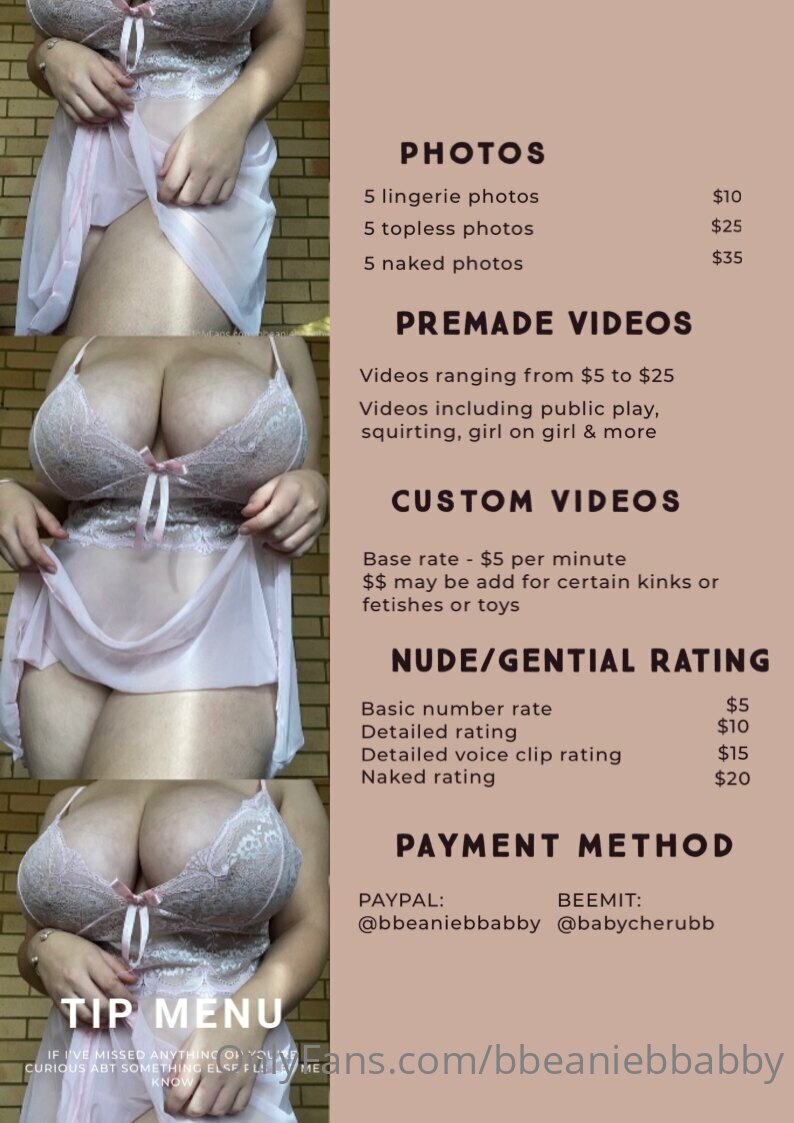 PHOTOS
5 lingerie photos $10
5 topless photos $25
5 naked photos $35
PREMADE VIDEOS
Videos ranging from $5 to $25
Videos including public play,
squirting, girl on girl & more
CUSTOM VIDEOS
Base rate - $5 per minute
$$ may be add for certain kinks or
fetishes or toys
NUDE/GENTIAL RATING
Basic number rate $5
Detailed rating $10
Detailed voice clip rating $15
Naked rating $20
PAYMENT METHOD
PAYPAL: BEEMIT:
@bbeaniebbabby @babycherubb
TIP MENU
IF I'VE MISSED ANYTHING OR YOU'RE
CURIOUS ABT SOMETHING ELSE PLS LET ME
KNOW
OnlyFans.com/bbeaniebbabby